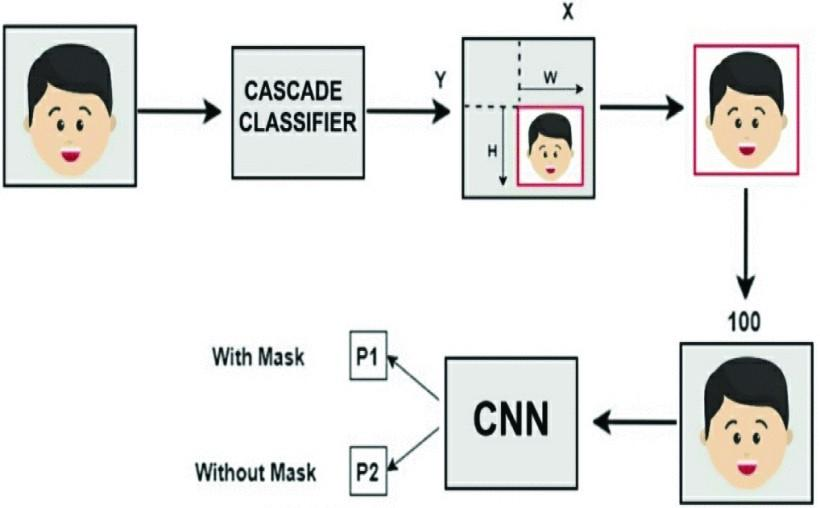 X
CASCADE
CLASSIFIER
Y
W
H
100
With Mask
P1
CNN
Without Mask
P2